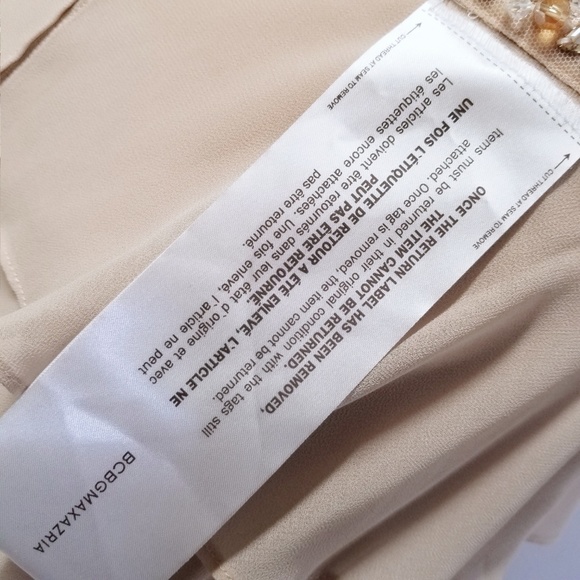 CUT THREAD AT SEAM TO REMOVE
ONCE THE RETURN LABEL HAS BEEN REMOVED,
THE ITEM CANNOT BE RETURNED.
Items must be returned in their original condition with the tags still
attached. Once tag is removed, the item cannot be returned.
UNE FOIS L'ÉTIQUETTE DE RETOUR A ÉTÉ ENLEVÉ, L'ARTICLE NE
PEUT PAS ÊTRE RETOURNÉ.
Les articles doivent être retournés dans leur état d'origine et avec
les étiquettes encore attachées. Une fois enlevé, l'article ne peut
pas être retourné.
CUT THREAD AT SEAM TO REMOVE
BCBGMAXAZRIA